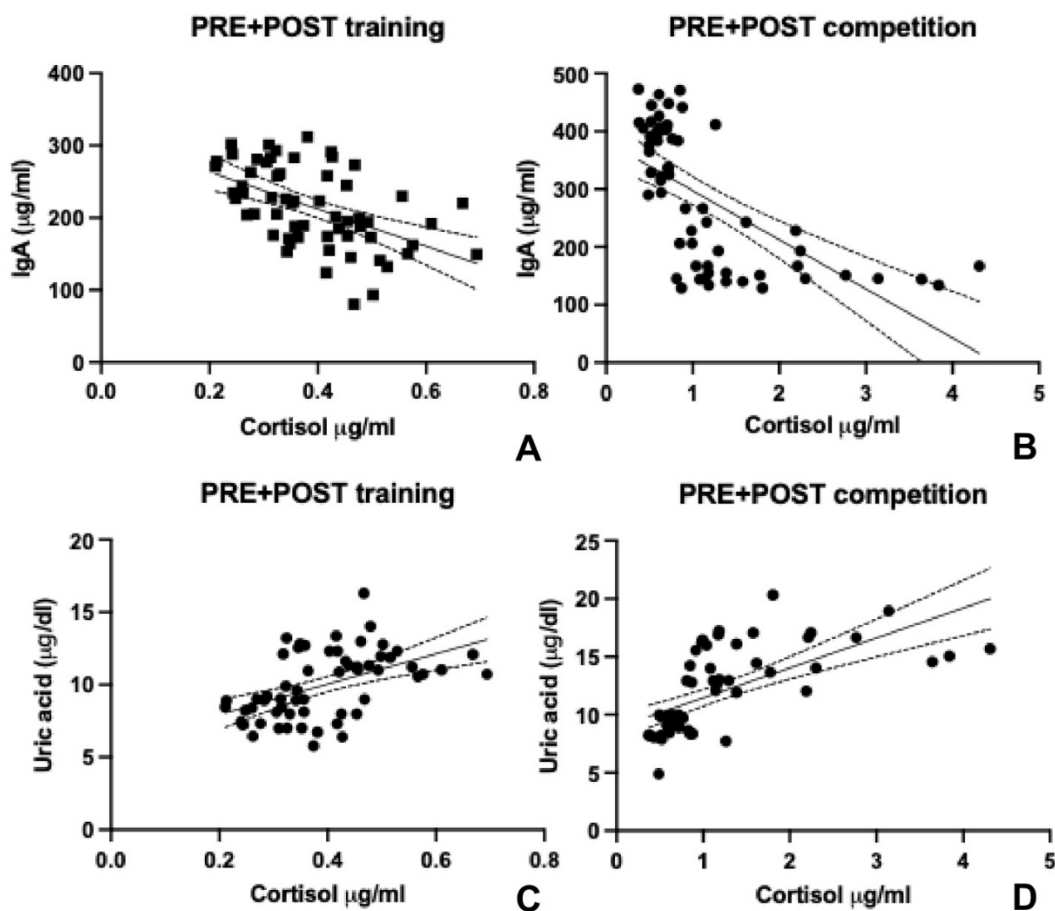 PRE+POST training
PRE+POST competition
400
300
200
100
0
IgA (μg/ml)
0.0
0.2
0.4
0.6
0.8
Cortisol μg/ml
A
500
400
300
200
100
0
IgA (μg/ml)
0
1
2
3
4
5
Cortisol μg/ml
B
PRE+POST training
PRE+POST competition
20
15
10
5
0
Uric acid (μg/dl)
0.0
0.2
0.4
0.6
0.8
Cortisol μg/ml
C
25
20
15
10
5
0
Uric acid (μg/dl)
0
1
2
3
4
5
Cortisol μg/ml
D